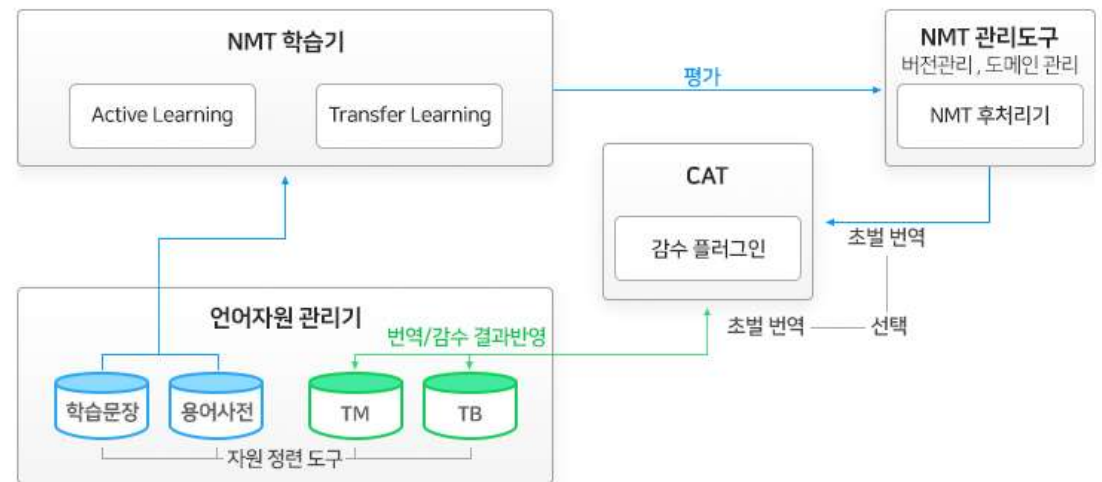 NMT 학습기
Active Learning
Transfer Learning
평가
NMT 관리도구
버전관리 , 도메인 관리
NMT 후처리기
CAT
감수 플러그인
초벌 번역
초벌 번역
선택
언어자원 관리기
번역/감수 결과반영
학습문장
용어사전
TM
TB
자원 정련 도구